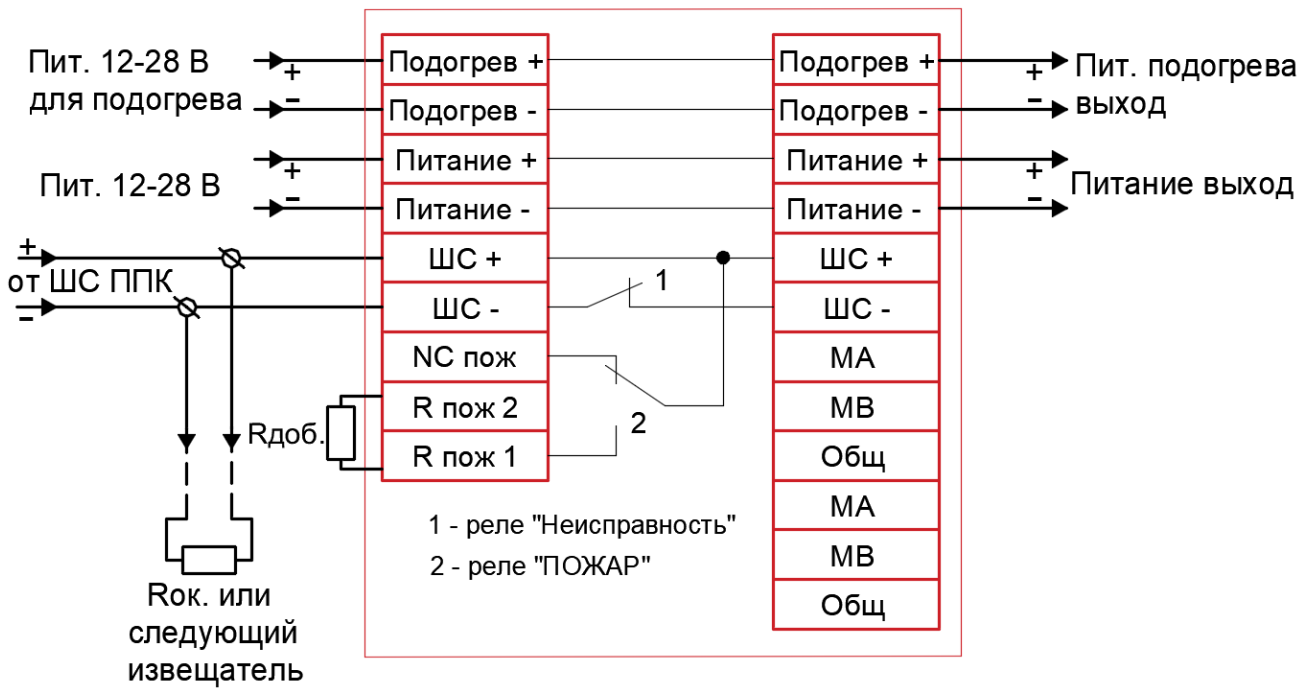 Пит. 12-28 В
для подогрева
+
-
Пит. 12-28 В
+
-
+
от ШС ППК
-
Rдоб.
Rок. или
следующий
извещатель
Подогрев +
Подогрев -
Питание +
Питание -
ШС +
ШС -
NC пож
R пож 2
R пож 1
1
2
1 - реле "Неисправность"
2 - реле "ПОЖАР"
Подогрев +
Подогрев -
Питание +
Питание -
ШС +
ШС -
МА
МВ
Общ
МА
МВ
Общ
+
-
Пит. подогрева
выход
+
-
Питание выход